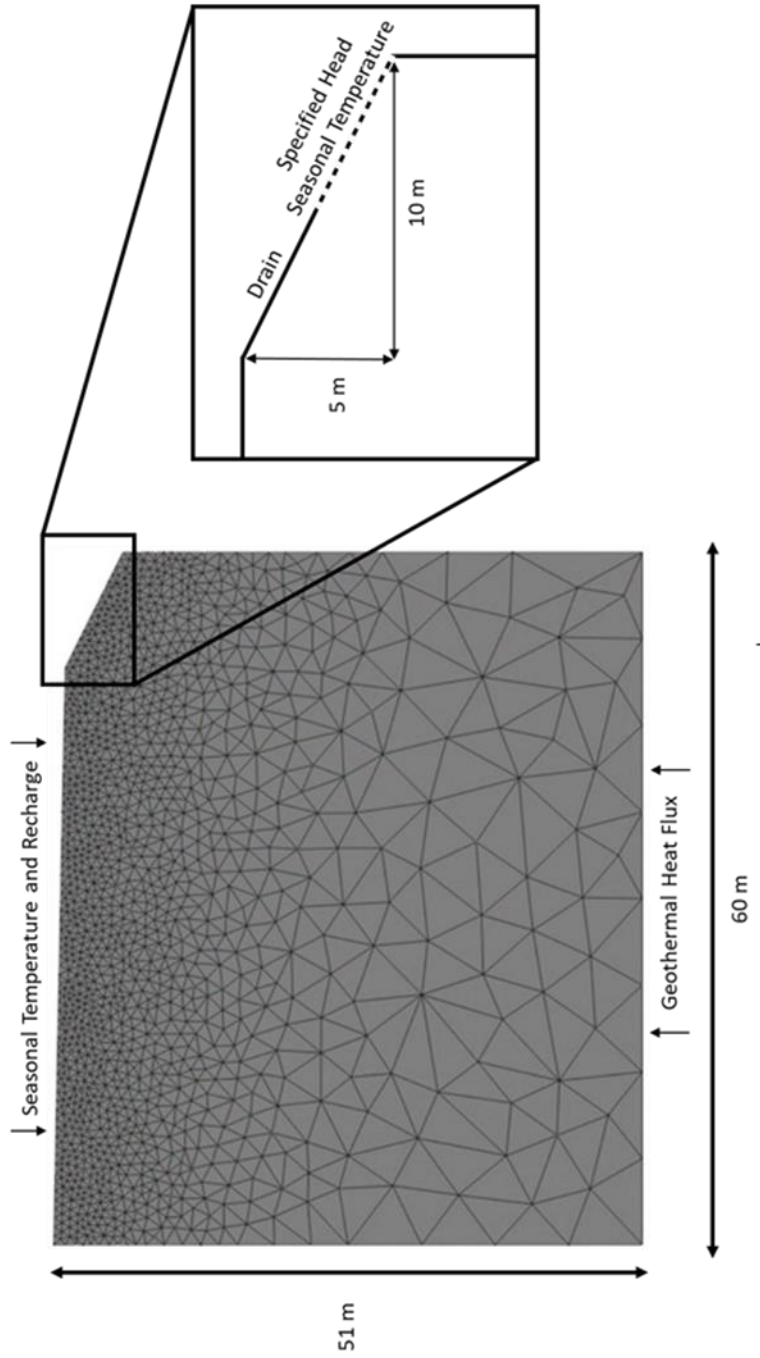 Seasonal Temperature and Recharge
Drain
Specified Head
Seasonal Temperature
5 m
10 m
51 m
Geothermal Heat Flux
60 m